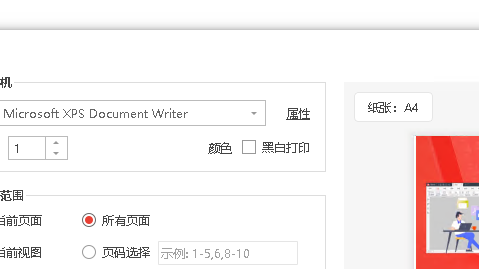 机
Microsoft XPS Document Writer 属性
1 颜色 黑白打印
纸张：A4
范围
当前页面 所有页面
当前视图 页码选择 示例: 1-5,6,8-10